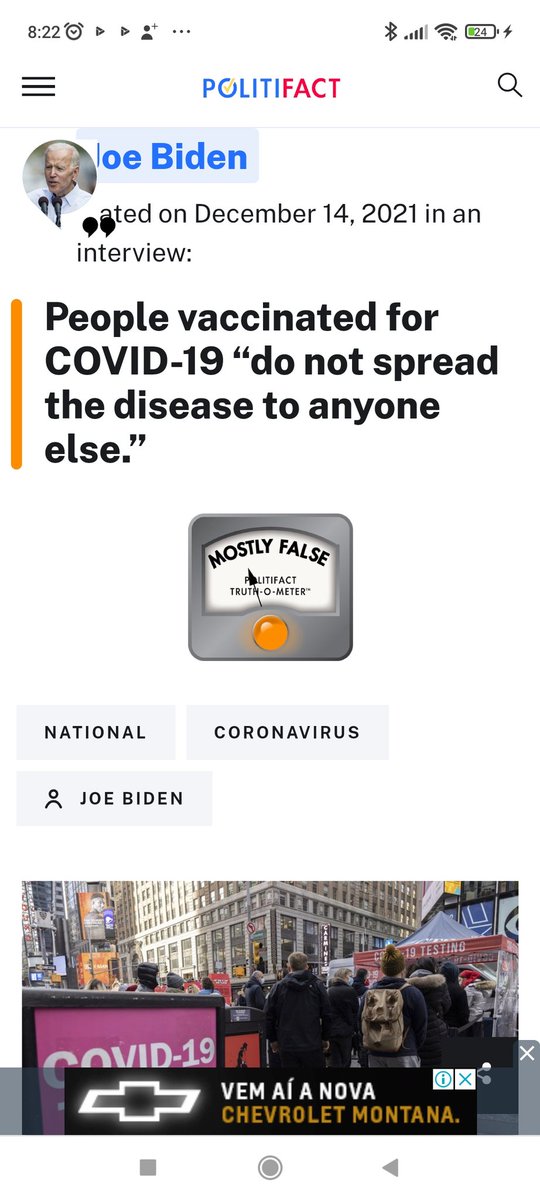 8:22
24
POLITIFACT
Joe Biden
ated on December 14, 2021 in an
interview:
People vaccinated for
COVID-19 “do not spread
the disease to anyone
else.”
MOSTLY FALSE
POLITIFACT
TRUTH-O-METER™
NATIONAL
CORONAVIRUS
JOE BIDEN
CARMINE'S
COVID-19 TESTING
COVID-19
VEM AÍ A NOVA
CHEVROLET MONTANA.